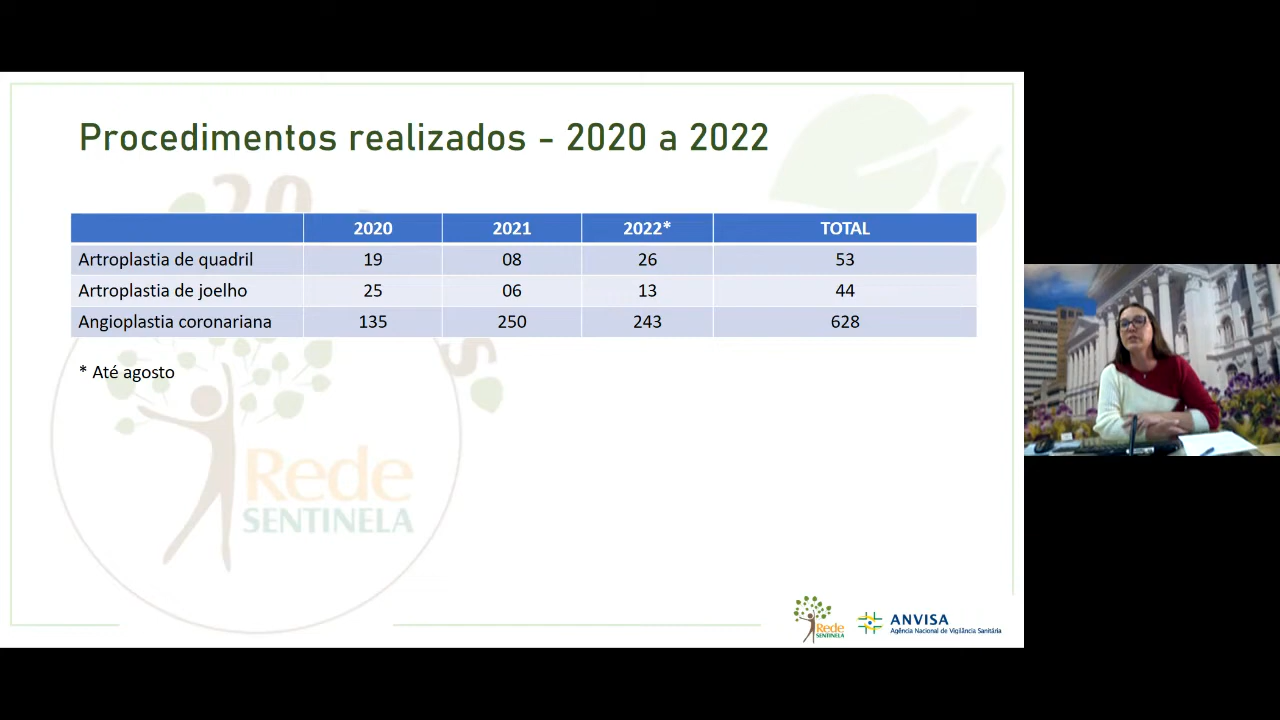 Procedimentos realizados - 2020 a 2022
2020 2021 2022* TOTAL
Artroplastia de quadril 19 08 26 53
Artroplastia de joelho 25 06 13 44
Angioplastia coronariana 135 250 243 628
* Até agosto
Rede
SENTINELA
Rede
SENTINELA
ANVISA
Agência Nacional de Vigilância Sanitária